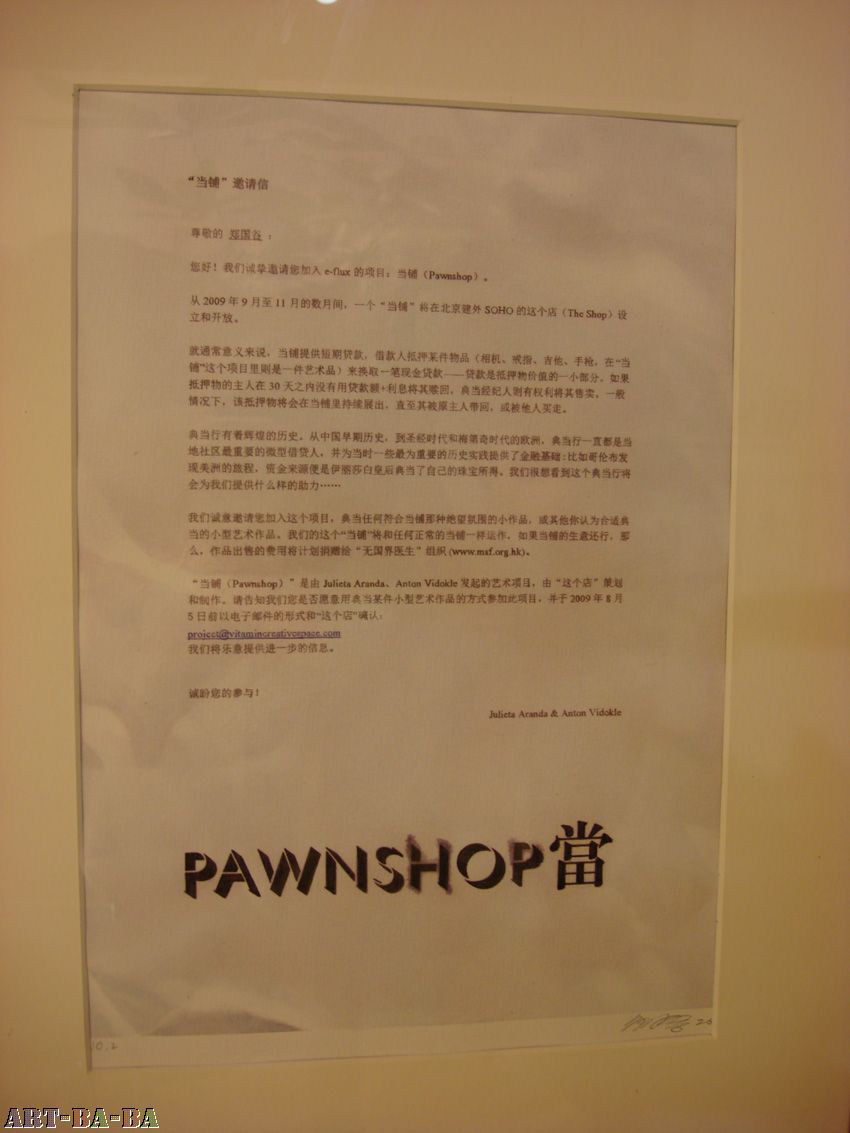 “当铺”邀请信
尊敬的 郑国谷：
您好！我们诚挚邀请您加入 e-flux 的项目：当铺（Pawnshop）。
从 2009 年 9 月至 11 月的数月间，一个“当铺”将在北京建外 SOHO 的这个店（The Shop）设
立和开放。
就通常意义来说，当铺提供短期贷款，借款人抵押某件物品（相机、戒指、吉他、手枪，在“当
铺”这个项目里则是一件艺术品）来换取一笔现金贷款——贷款是抵押物价值的一小部分。如果
抵押物的主人在 30 天之内没有用贷款额+利息将其赎回，典当经纪人则有权利将其售卖。一般
情况下，该抵押物将会在当铺里持续展出，直至其被原主人带回，或被他人买走。
典当行有着辉煌的历史。从中国早期历史，到圣经时代和梅第奇时代的欧洲，典当行一直都是当
地社区最重要的微型借贷人，并为当时一些最为重要的历史实践提供了金融基础：比如哥伦布发
现美洲的旅程，资金来源便是伊丽莎白皇后典当了自己的珠宝所得。我们很想看到这个典当行将
会为我们提供什么样的助力……
我们诚意邀请您加入这个项目，典当任何符合当铺那种绝望氛围的小作品，或其他你认为合适典
当的小型艺术作品。我们的这个“当铺”将和任何正常的当铺一样运作，如果当铺的生意还行，那
么，作品出售的费用将计划捐赠给“无国界医生”组织 (www.msf.org.hk)。
“当铺（Pawnshop）”是由 Julieta Aranda、Anton Vidokle 发起的艺术项目，由“这个店”策划
和制作。请告知我们您是否愿意用典当某件小型艺术作品的方式参加此项目，并于 2009 年 8 月
5 日前以电子邮件的形式和“这个店”确认：
project@vitamincreativespace.com
我们将乐意提供进一步的信息。
诚盼您的参与！
Julieta Aranda & Anton Vidokle
PAWNSHOP當
10.2
20
ART-BA-BA